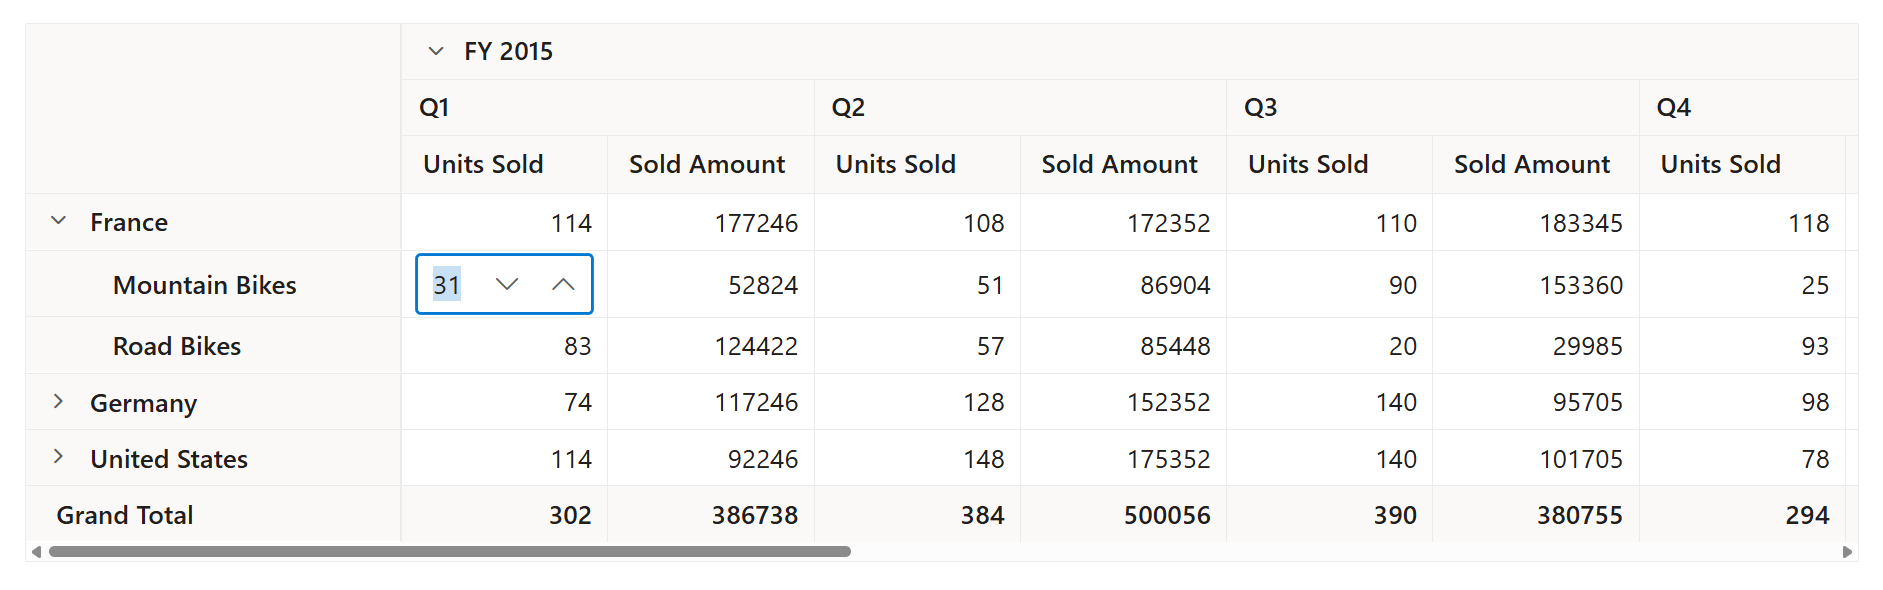 FY 2015
Q1 Q2 Q3 Q4
Units Sold Sold Amount Units Sold Sold Amount Units Sold Sold Amount Units Sold
France 114 177246 108 172352 110 183345 118
Mountain Bikes 31 52824 51 86904 90 153360 25
Road Bikes 83 124422 57 85448 20 29985 93
Germany 74 117246 128 152352 140 95705 98
United States 114 92246 148 175352 140 101705 78
Grand Total 302 386738 384 500056 390 380755 294